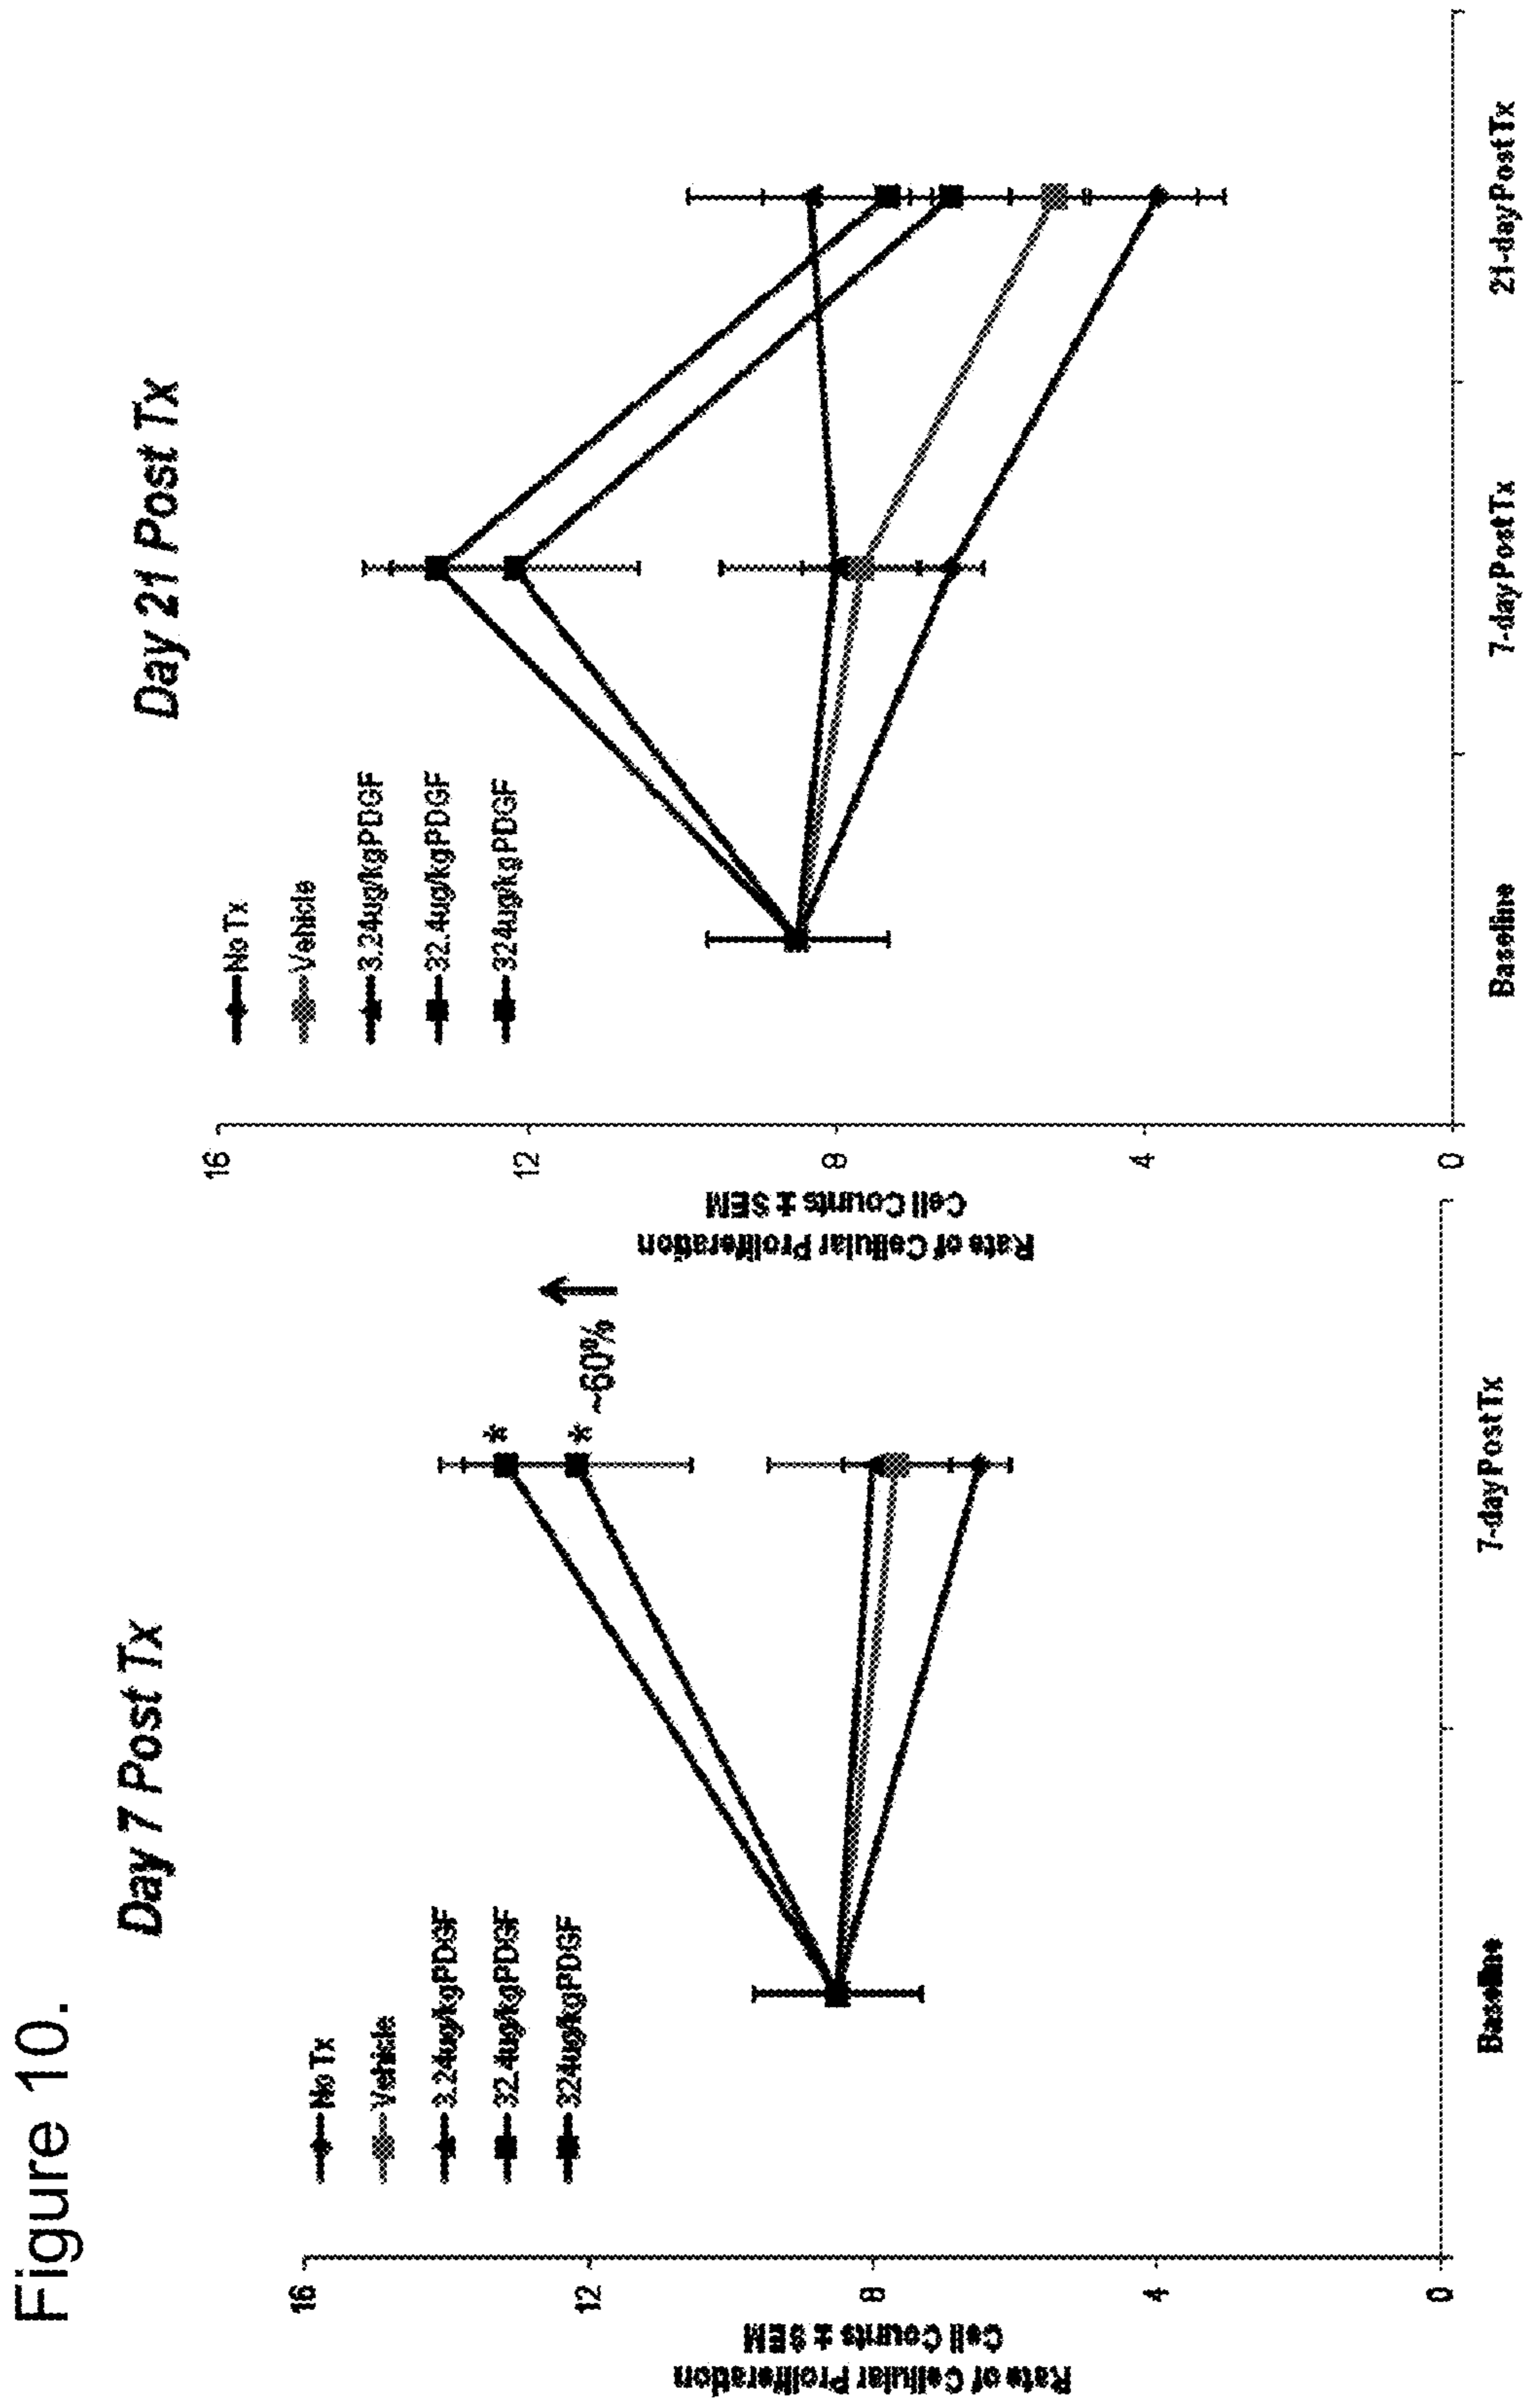 Figure 10.
Day 7 Post Tx
No Tx
Vehicle
3.24ug/kgPDGF
32.4ug/kgPDGF
324ug/kgPDGF
Rate of Cellular Proliferation
Cell Counts ± SEM
16
12
8
4
0
*
*
~60%
Baseline
7-day Post Tx
Day 21 Post Tx
No Tx
Vehicle
3.24ug/kgPDGF
32.4ug/kgPDGF
324ug/kgPDGF
Rate of Cellular Proliferation
Cell Counts ± SEM
16
12
8
4
0
Baseline
7-day Post Tx
21-day Post Tx